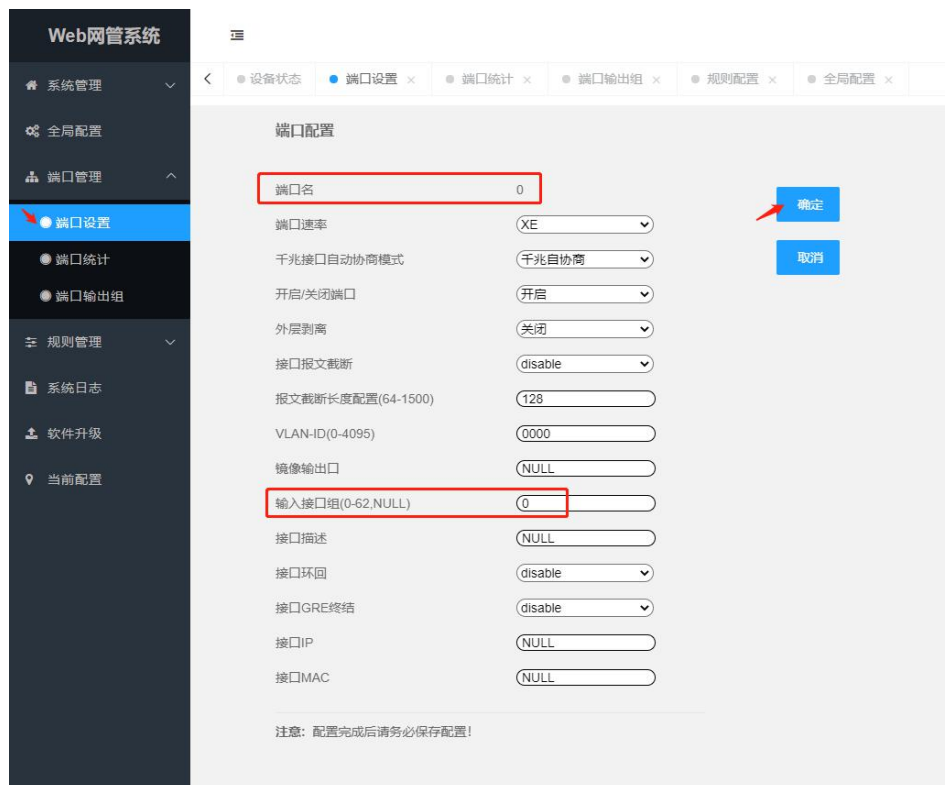 Web网管系统
系统管理
全局配置
端口管理
端口设置
端口统计
端口输出组
规则管理
系统日志
软件升级
当前配置
设备状态 端口设置 × 端口统计 × 端口输出组 × 规则配置 × 全局配置 ×
端口配置
端口名 0
端口速率 XE
千兆接口自动协商模式 千兆自协商
开启/关闭端口 开启
外层剥离 关闭
接口报文截断 disable
报文截断长度配置(64-1500) 128
VLAN-ID(0-4095) 0000
镜像输出口 NULL
输入接口组(0-62,NULL) 0
接口描述 NULL
接口环回 disable
接口GRE终结 disable
接口IP NULL
接口MAC NULL
确定
取消
注意: 配置完成后请务必保存配置!